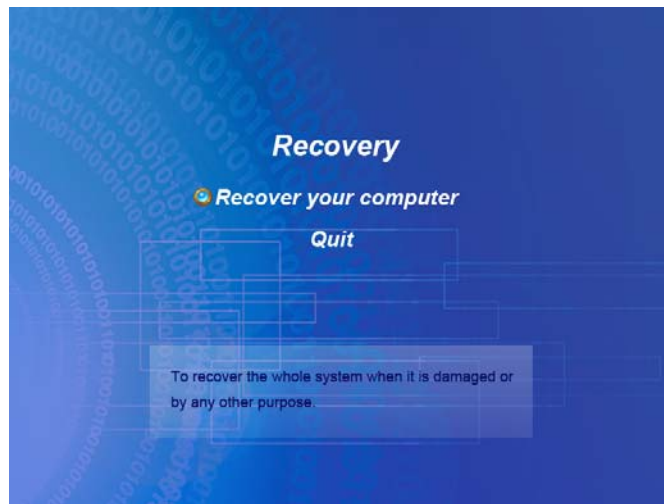 Recovery
Recover your computer
Quit
To recover the whole system when it is damaged or
by any other purpose.